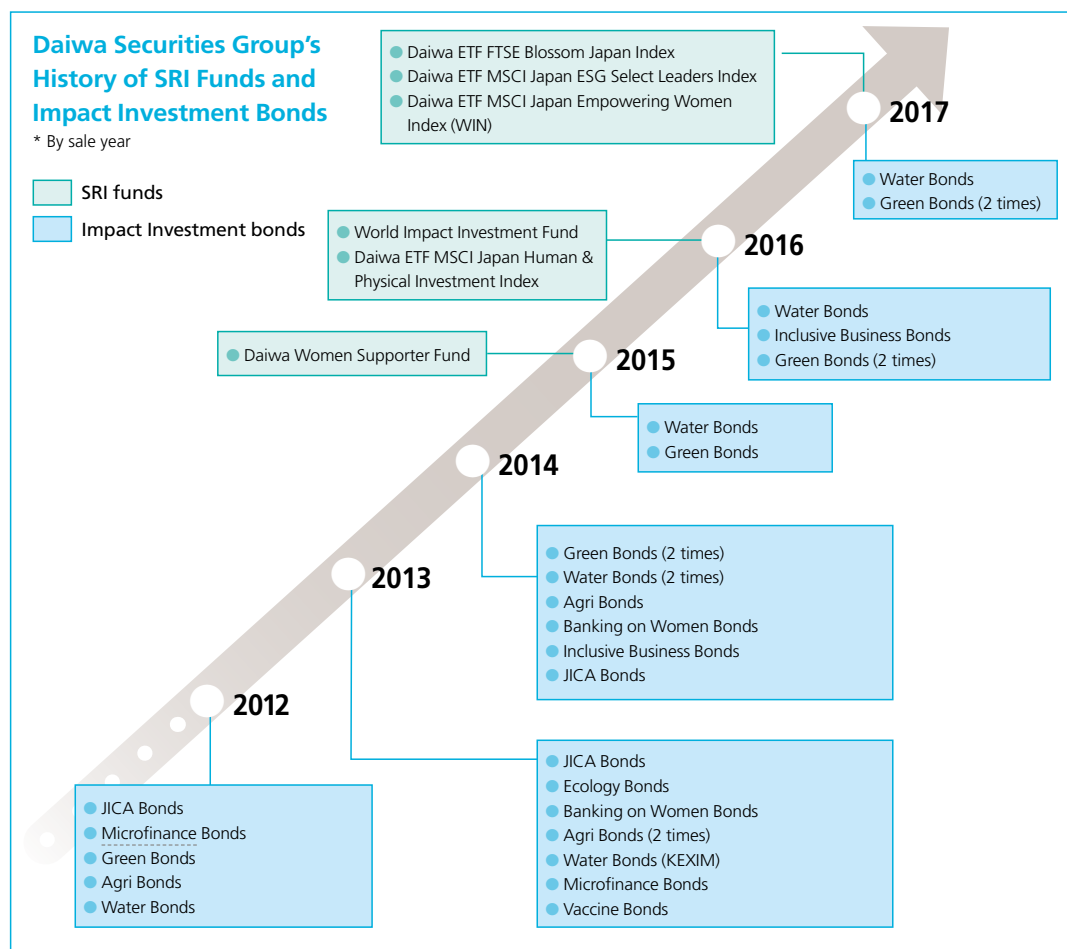 Daiwa Securities Group's
History of SRI Funds and
Impact Investment Bonds
* By sale year
SRI funds
Impact Investment bonds
Daiwa ETF FTSE Blossom Japan Index
Daiwa ETF MSCI Japan ESG Select Leaders Index
Daiwa ETF MSCI Japan Empowering Women
Index (WIN)
2017
Water Bonds
Green Bonds (2 times)
World Impact Investment Fund
Daiwa ETF MSCI Japan Human &
Physical Investment Index
2016
Water Bonds
Inclusive Business Bonds
Green Bonds (2 times)
Daiwa Women Supporter Fund
2015
Water Bonds
Green Bonds
2014
Green Bonds (2 times)
Water Bonds (2 times)
Agri Bonds
Banking on Women Bonds
Inclusive Business Bonds
JICA Bonds
2013
JICA Bonds
Ecology Bonds
Banking on Women Bonds
Agri Bonds (2 times)
Water Bonds (KEXIM)
Microfinance Bonds
Vaccine Bonds
2012
JICA Bonds
Microfinance Bonds
Green Bonds
Agri Bonds
Water Bonds